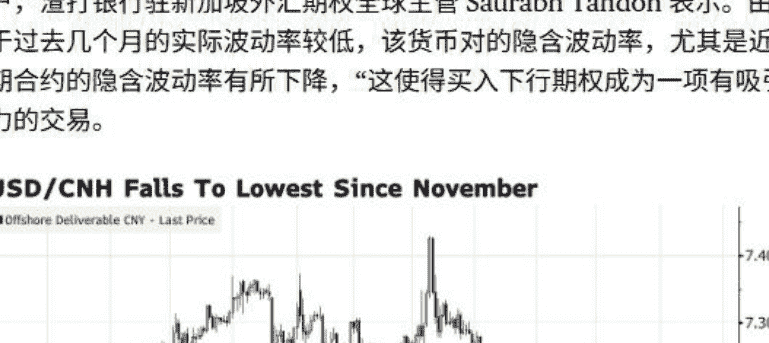 渣打银行驻新加坡外汇期权全球主管 Saurabh Tandon 表示。由
于过去几个月的实际波动率较低，该货币对的隐含波动率，尤其是近
期合约的隐含波动率有所下降，“这使得买入下行期权成为一项有吸引
力的交易。
USD/CNH Falls To Lowest Since November
Offshore Deliverable CNY - Last Price
7.40
7.30